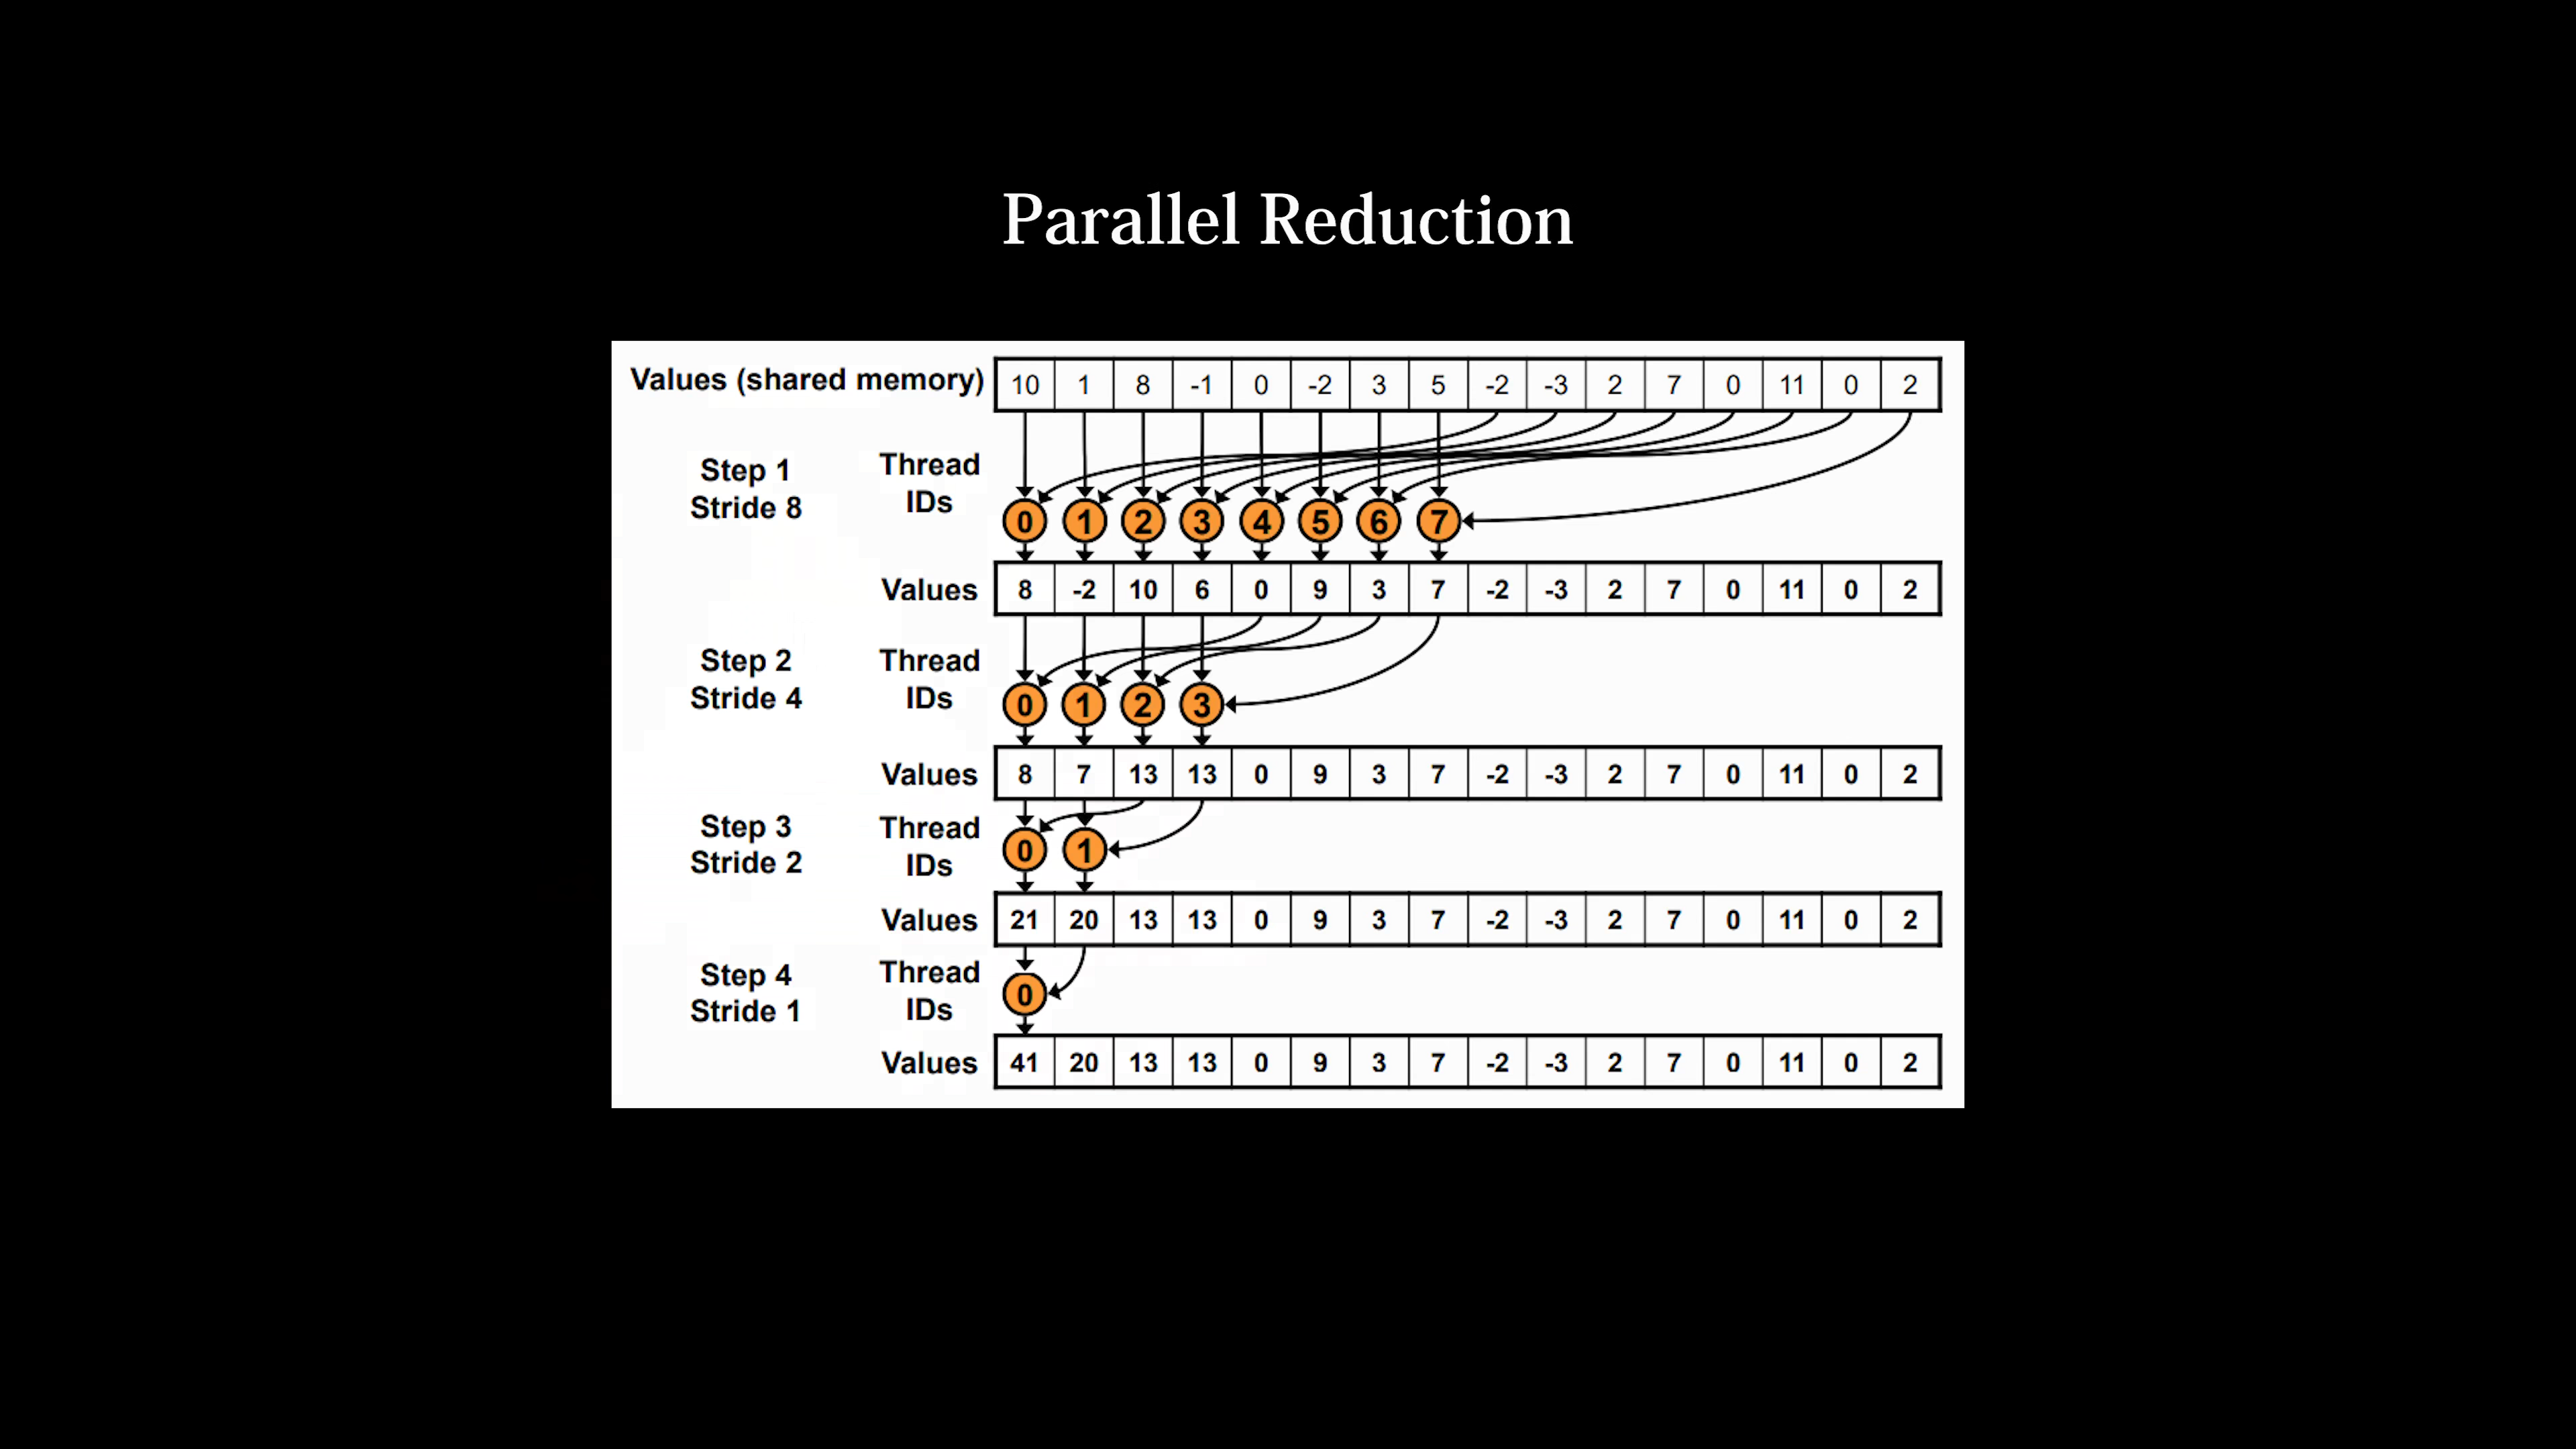 Parallel Reduction
Values (shared memory) 10 1 8 -1 0 -2 3 5 -2 -3 2 7 0 11 0 2
Step 1 Thread
Stride 8 IDs
0 1 2 3 4 5 6 7
Values 8 -2 10 6 0 9 3 7 -2 -3 2 7 0 11 0 2
Step 2 Thread
Stride 4 IDs
0 1 2 3
Values 8 7 13 13 0 9 3 7 -2 -3 2 7 0 11 0 2
Step 3 Thread
Stride 2 IDs
0 1
Values 21 20 13 13 0 9 3 7 -2 -3 2 7 0 11 0 2
Step 4 Thread
Stride 1 IDs
0
Values 41 20 13 13 0 9 3 7 -2 -3 2 7 0 11 0 2